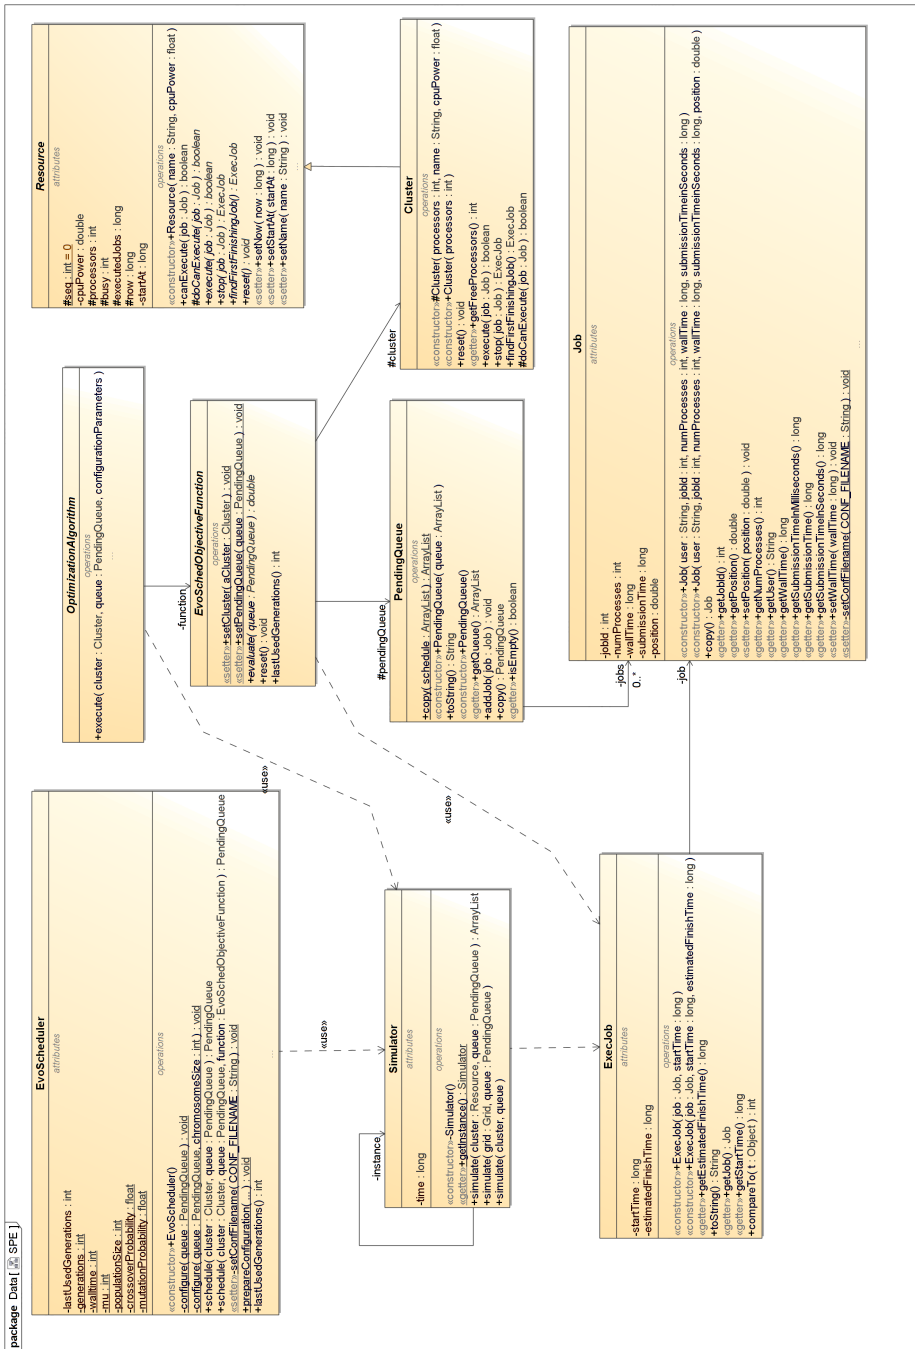 package Data [ SPE ]
EvoScheduler
attributes
-lastUsedGenerations : int
-generations : int
-walltime : int
-mu : int
-populationSize : int
-crossoverProbability : float
-mutationProbability : float
operations
«constructor»+EvoScheduler()
-configure( queue : PendingQueue ) : void
-configure( queue : PendingQueue, chromosomeSize : int ) : void
+schedule( cluster : Cluster, queue : PendingQueue ) : PendingQueue
+schedule( cluster : Cluster, queue : PendingQueue, function : EvoSchedObjectiveFunction ) : PendingQueue
«setter»-setConfFilename( CONF_FILENAME : String ) : void
+prepareConfiguration( ... ) : void
+lastUsedGenerations() : int
...
OptimizationAlgorithm
operations
+execute( cluster : Cluster, queue : PendingQueue, configurationParameters )
...
Resource
attributes
#seq : int = 0
-cpuPower : double
#processors : int
#busy : int
#executedJobs : long
#now : long
-startAt : long
operations
«constructor»+Resource( name : String, cpuPower : float )
+canExecute( job : Job ) : boolean
#doCanExecute( job : Job ) : boolean
+execute( job : Job ) : boolean
+stop( job : Job ) : ExecJob
+findFirstFinishingJob() : ExecJob
+reset() : void
«setter»+setNow( now : long ) : void
«setter»+setStartAt( startAt : long ) : void
«setter»+setName( name : String ) : void
...
-function
EvoSchedObjectiveFunction
operations
«setter»+setCluster( aCluster : Cluster ) : void
«setter»+setPendingQueue( queue : PendingQueue ) : void
+evaluate( queue : PendingQueue ) : double
+reset() : void
+lastUsedGenerations() : int
«use»
«use»
«use»
#cluster
#pendingQueue
Simulator
attributes
-time : long
operations
«constructor»-Simulator()
«getter»+getInstance() : Simulator
+simulate( cluster : Resource, queue : PendingQueue ) : ArrayList
+simulate( grid : Grid, queue : PendingQueue )
+simulate( cluster, queue )
-instance
PendingQueue
operations
+copy( schedule : ArrayList ) : ArrayList
«constructor»+PendingQueue( queue : ArrayList )
+toString() : String
«constructor»+PendingQueue()
«getter»+getQueue() : ArrayList
+addJob( job : Job ) : void
+copy() : PendingQueue
«getter»+isEmpty() : boolean
Cluster
operations
«constructor»#Cluster( processors : int, name : String, cpuPower : float )
«constructor»+Cluster( processors : int )
+reset() : void
«getter»+getFreeProcessors() : int
+execute( job : Job ) : boolean
+stop( job : Job ) : ExecJob
+findFirstFinishingJob() : ExecJob
#doCanExecute( job : Job ) : boolean
ExecJob
attributes
-startTime : long
-estimatedFinishTime : long
operations
«constructor»+ExecJob( job : Job, startTime : long )
«constructor»+ExecJob( job : Job, startTime : long, estimatedFinishTime : long )
«getter»+getEstimatedFinishTime() : long
+toString() : String
«getter»+getJob() : Job
«getter»+getStartTime() : long
+compareTo( t : Object ) : int
-jobs
0..*
-job
Job
attributes
-jobId : int
-numProcesses : int
-wallTime : long
-submissionTime : long
-position : double
operations
«constructor»+Job( user : String, jobId : int, numProcesses : int, wallTime : long, submissionTimeInSeconds : long )
«constructor»+Job( user : String, jobId : int, numProcesses : int, wallTime : long, submissionTimeInSeconds : long, position : double )
+copy() : Job
«getter»+getJobId() : int
«getter»+getPosition() : double
«setter»+setPosition( position : double ) : void
«getter»+getNumProcesses() : int
«getter»+getUser() : String
«getter»+getWallTime() : long
«getter»+getSubmissionTimeInMilliseconds() : long
«getter»+getSubmissionTime() : long
«getter»+getSubmissionTimeInSeconds() : long
«setter»+setWallTime( wallTime : long ) : void
«setter»-setConfFilename( CONF_FILENAME : String ) : void
...